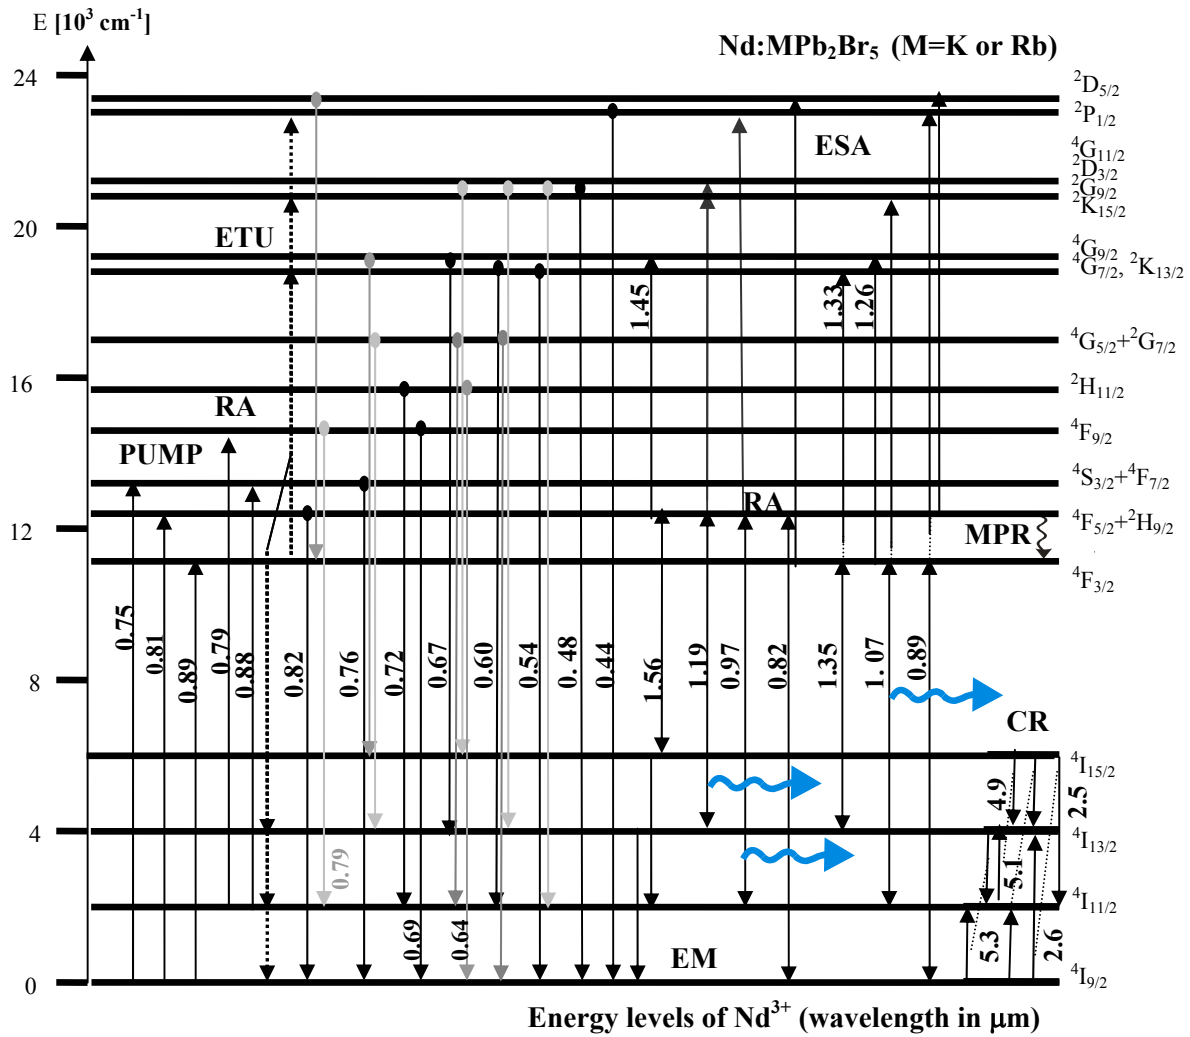 E [10³ cm⁻¹]
Nd:MPb₂Br₅ (M=K or Rb)
24
²D₅/₂
²P₁/₂
ESA
⁴G₁₁/₂
²D₃/₂
²G₉/₂
²K₁₅/₂
20
ETU
⁴G₉/₂
⁴G₇/₂, ²K₁₃/₂
1.45
1.33
1.26
⁴G₅/₂+²G₇/₂
16
²H₁₁/₂
RA
⁴F₉/₂
PUMP
⁴S₃/₂+⁴F₇/₂
RA
12
⁴F₅/₂+²H₉/₂
MPR
⁴F₃/₂
0.75
0.81
0.89
0.79
0.88
0.82
0.76
0.72
0.67
0.60
0.54
0. 48
0.44
1.56
1.19
0.97
0.82
1.35
1. 07
0.89
8
CR
⁴I₁₅/₂
4.9
2.5
4
⁴I₁₃/₂
0.79
5.1
⁴I₁₁/₂
0.69
0.64
5.3
2.6
EM
0
⁴I₉/₂
Energy levels of Nd³⁺ (wavelength in μm)